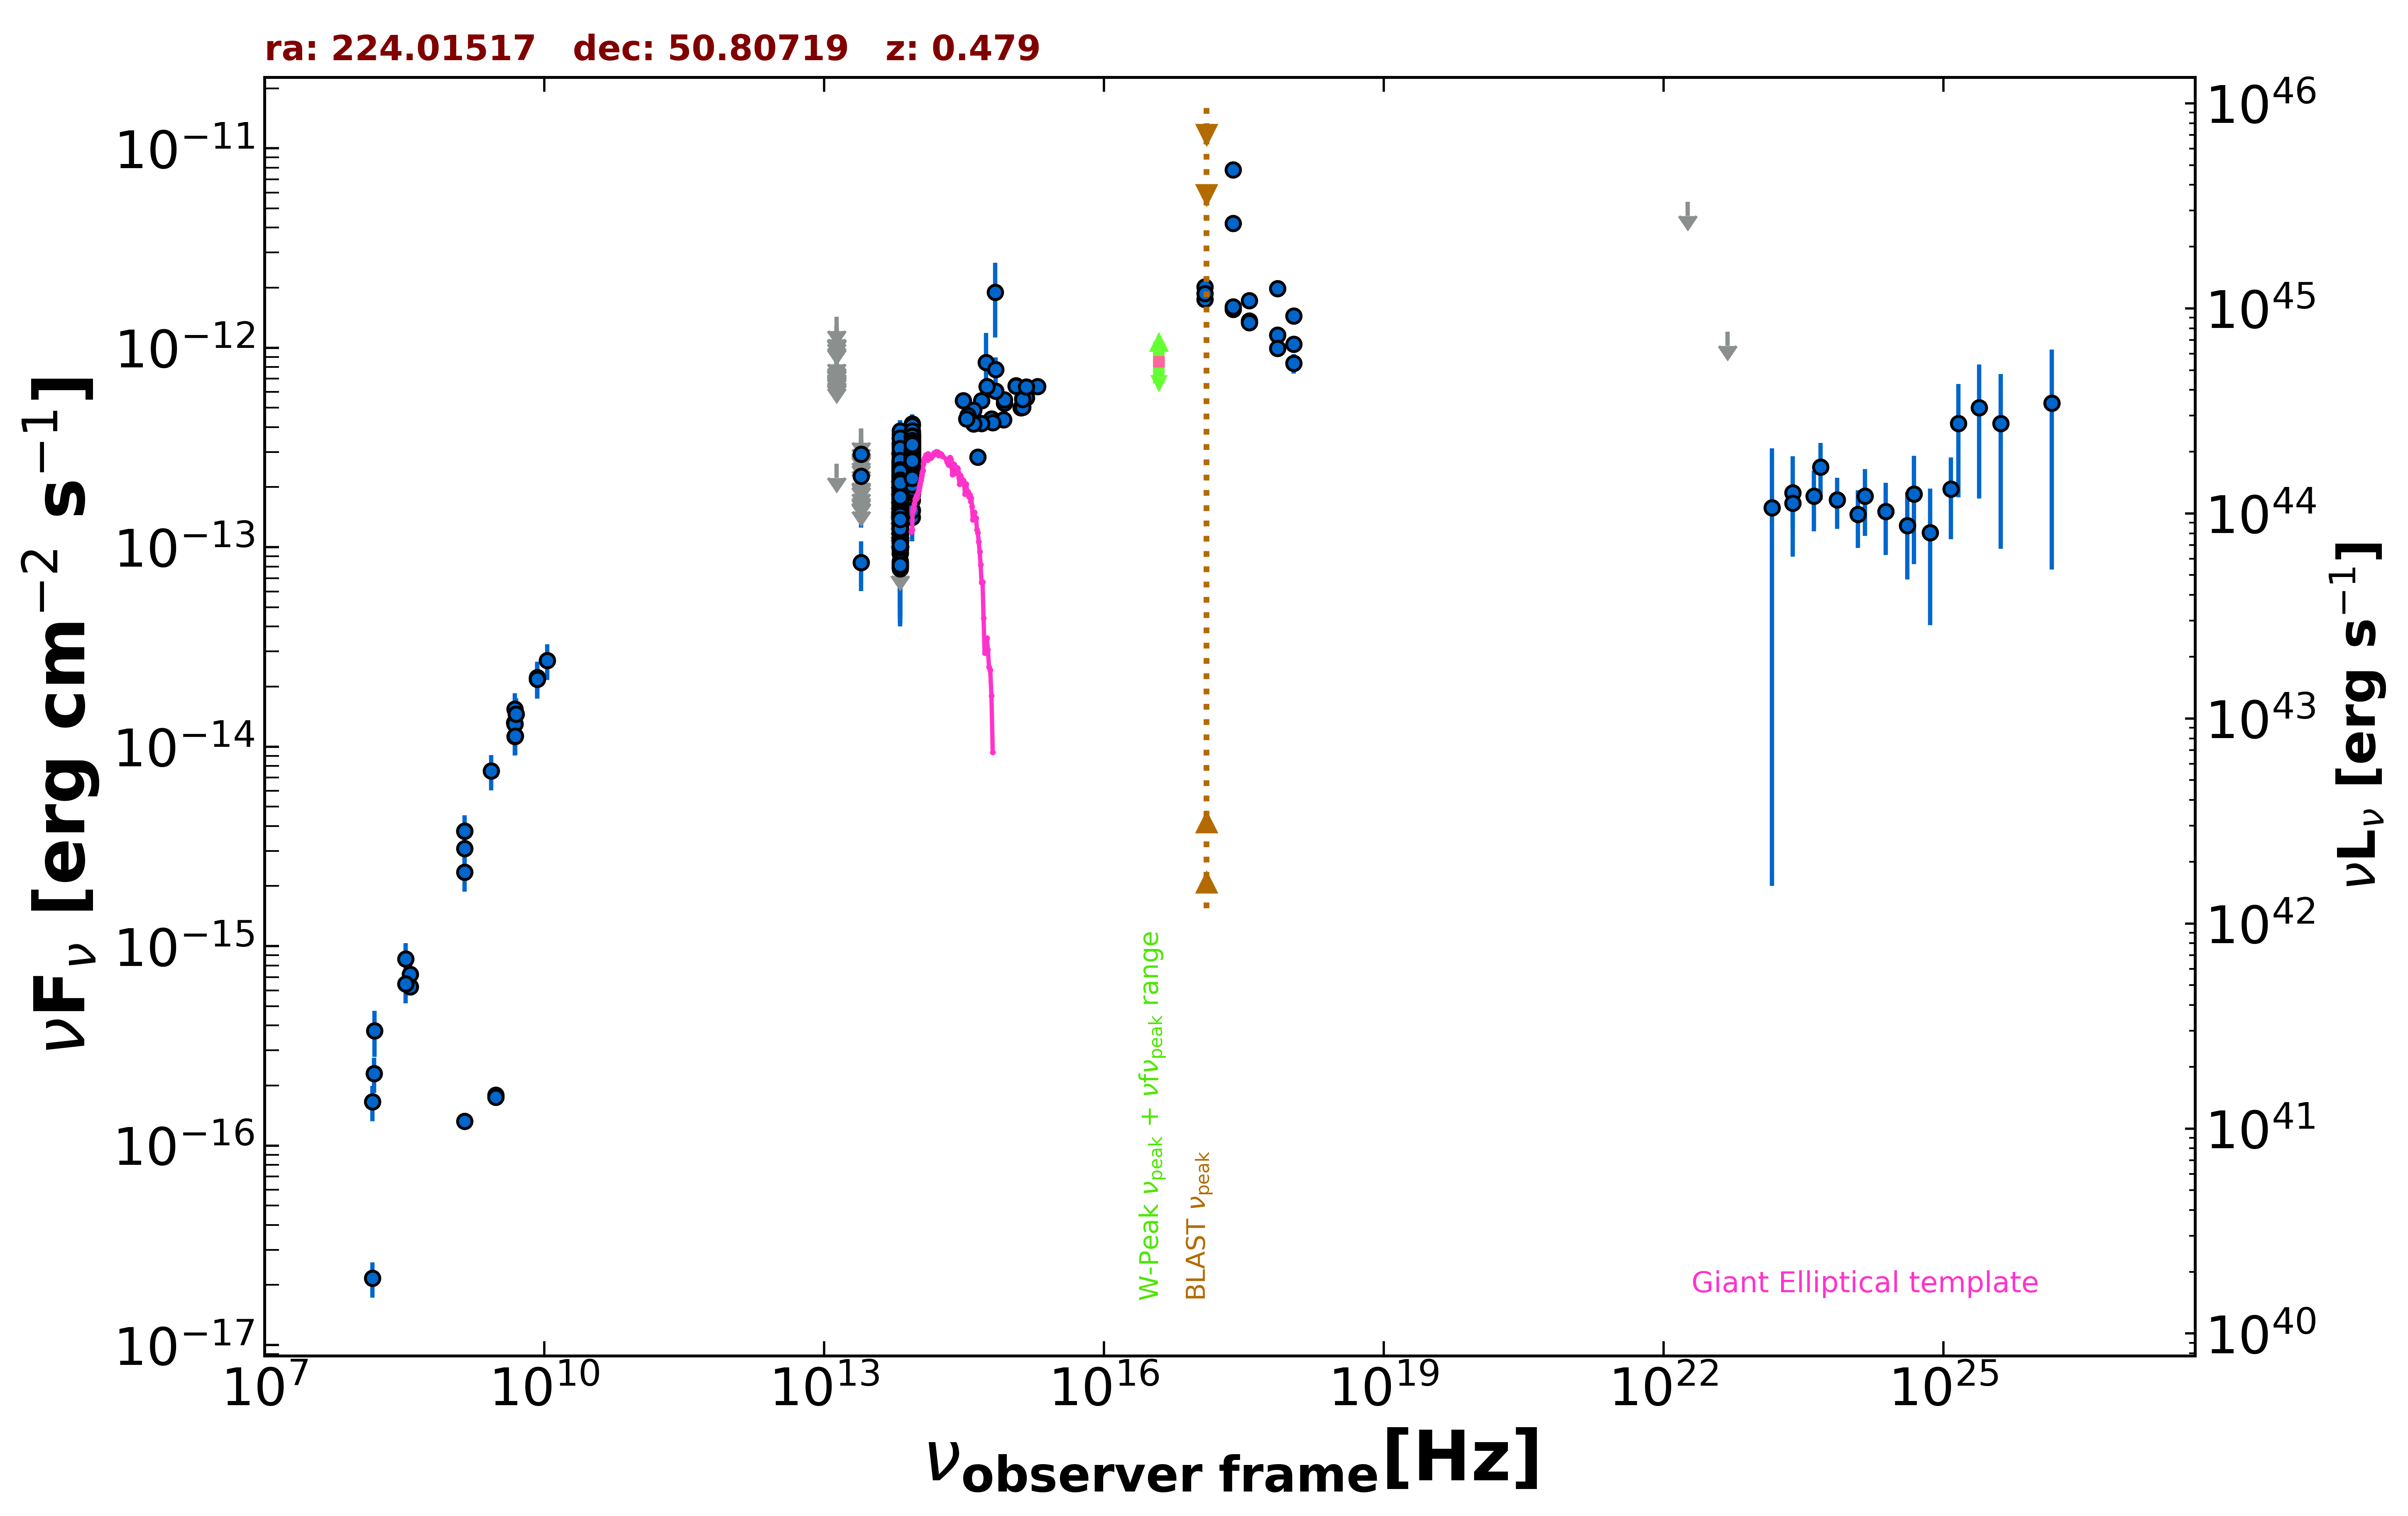 ra: 224.01517   dec: 50.80719   z: 0.479
νFν [erg cm−2 s−1]
10−11
10−12
10−13
10−14
10−15
10−16
10−17
1046
1045
1044
1043
1042
1041
1040
νLν [erg s−1]
W-Peak νpeak + νfνpeak range
BLAST νpeak
Giant Elliptical template
107 1010 1013 1016 1019 1022 1025
νobserver frame[Hz]